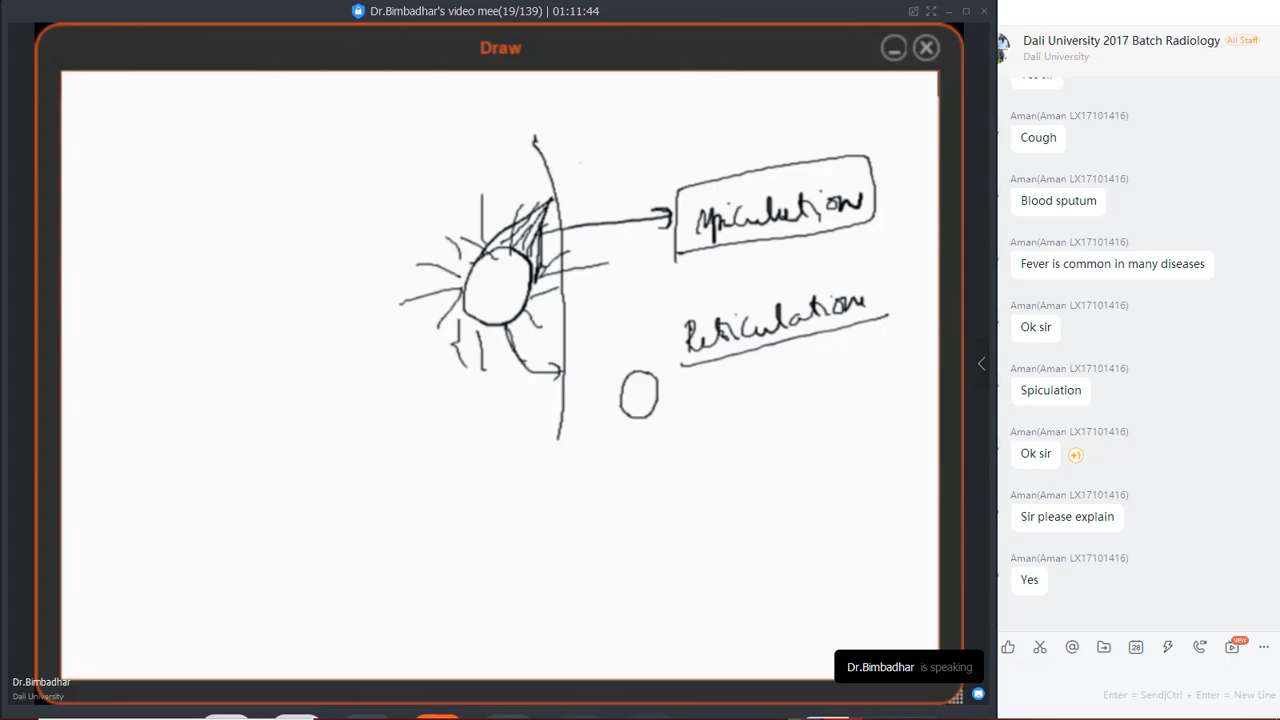 Dr.Bimbadhar's video mee(19/139) | 01:11:44
Draw
Spiculation
Reticulation
Dr.Bimbadhar is speaking
Dr.Bimbadhar
Dali University
Dali University 2017 Batch Radiology All Staff
Dali University
Aman(Aman LX17101416)
Cough
Aman(Aman LX17101416)
Blood sputum
Aman(Aman LX17101416)
Fever is common in many diseases
Aman(Aman LX17101416)
Ok sir
Aman(Aman LX17101416)
Spiculation
Aman(Aman LX17101416)
Ok sir +1
Aman(Aman LX17101416)
Sir please explain
Aman(Aman LX17101416)
Yes
28
NEW
Enter = Send|Ctrl + Enter = New Line